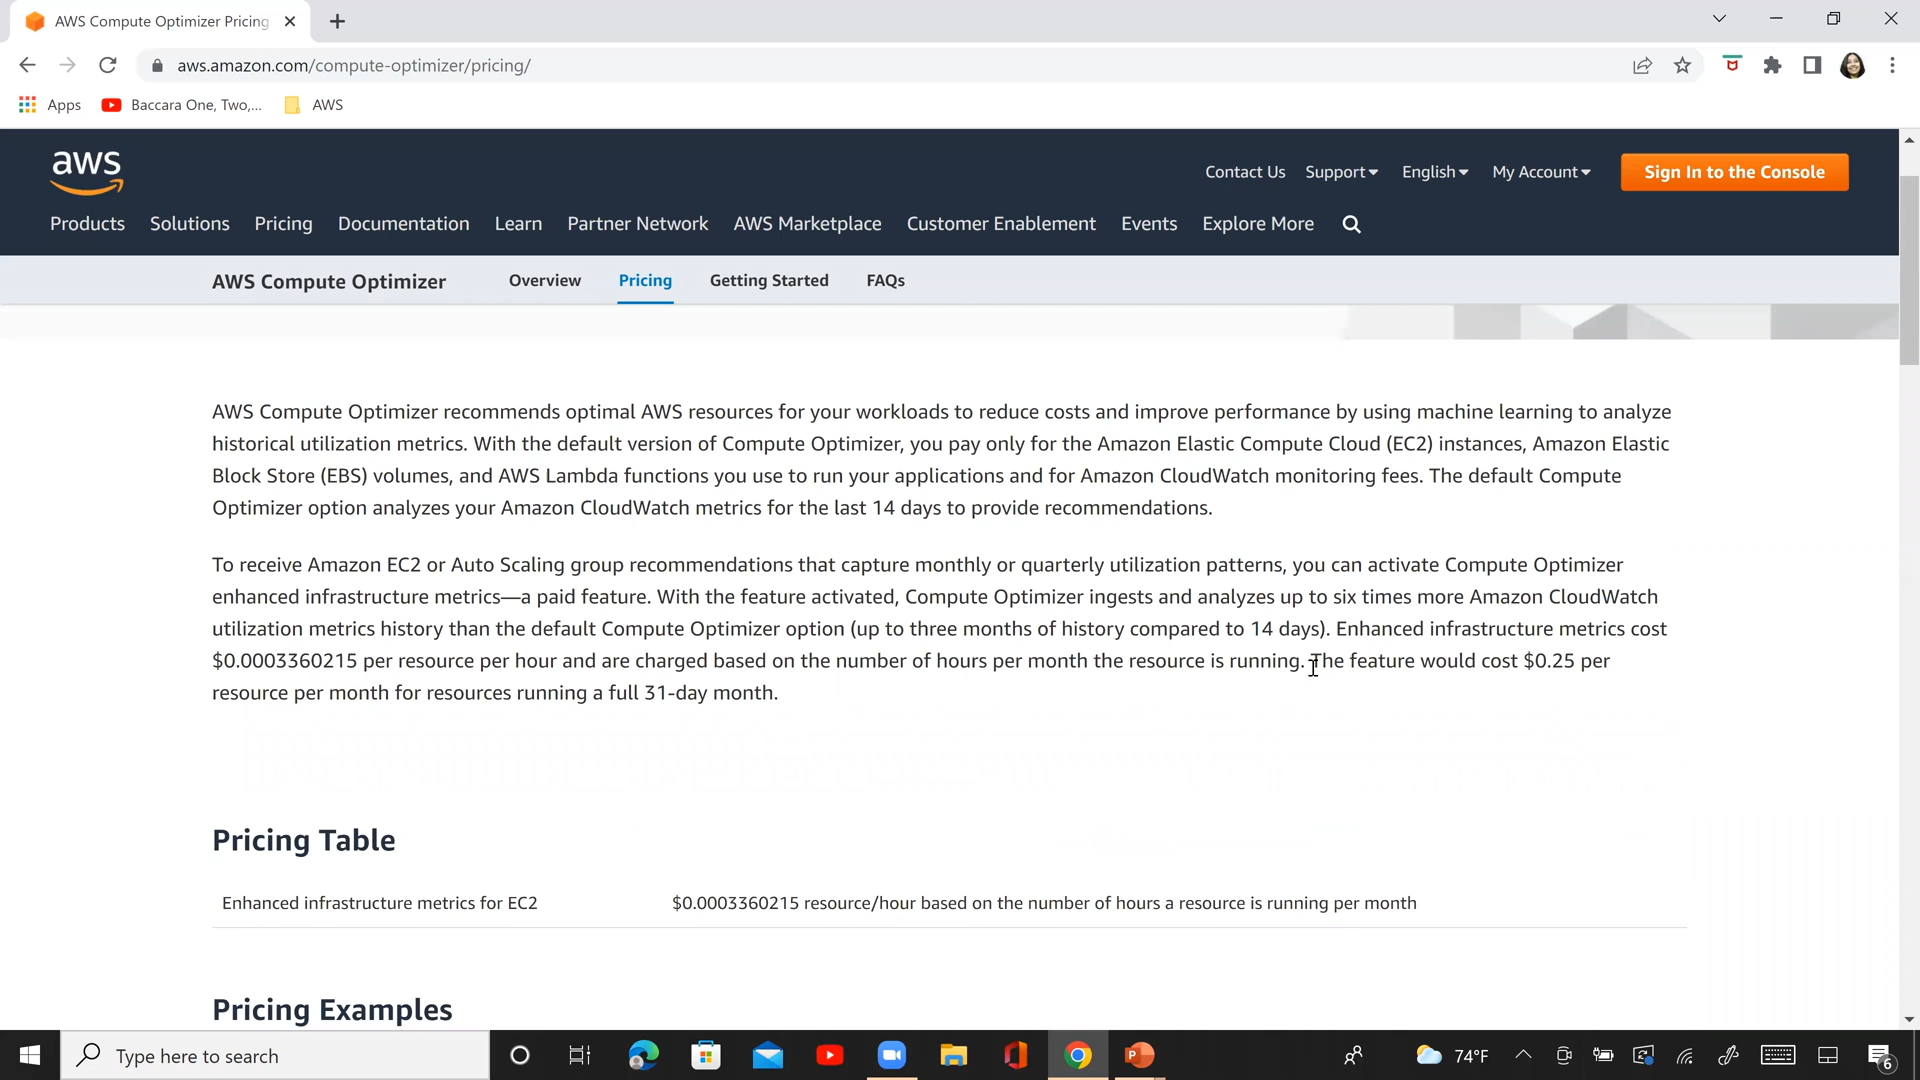 AWS Compute Optimizer Pricing
aws.amazon.com/compute-optimizer/pricing/
Apps
Baccara One, Two,...
AWS
aws
Contact Us
Support
English
My Account
Sign In to the Console
Products
Solutions
Pricing
Documentation
Learn
Partner Network
AWS Marketplace
Customer Enablement
Events
Explore More
AWS Compute Optimizer
Overview
Pricing
Getting Started
FAQs
AWS Compute Optimizer recommends optimal AWS resources for your workloads to reduce costs and improve performance by using machine learning to analyze
historical utilization metrics. With the default version of Compute Optimizer, you pay only for the Amazon Elastic Compute Cloud (EC2) instances, Amazon Elastic
Block Store (EBS) volumes, and AWS Lambda functions you use to run your applications and for Amazon CloudWatch monitoring fees. The default Compute
Optimizer option analyzes your Amazon CloudWatch metrics for the last 14 days to provide recommendations.
To receive Amazon EC2 or Auto Scaling group recommendations that capture monthly or quarterly utilization patterns, you can activate Compute Optimizer
enhanced infrastructure metrics—a paid feature. With the feature activated, Compute Optimizer ingests and analyzes up to six times more Amazon CloudWatch
utilization metrics history than the default Compute Optimizer option (up to three months of history compared to 14 days). Enhanced infrastructure metrics cost
$0.0003360215 per resource per hour and are charged based on the number of hours per month the resource is running. The feature would cost $0.25 per
resource per month for resources running a full 31-day month.
Pricing Table
Enhanced infrastructure metrics for EC2
$0.0003360215 resource/hour based on the number of hours a resource is running per month
Pricing Examples
Type here to search
74°F
6